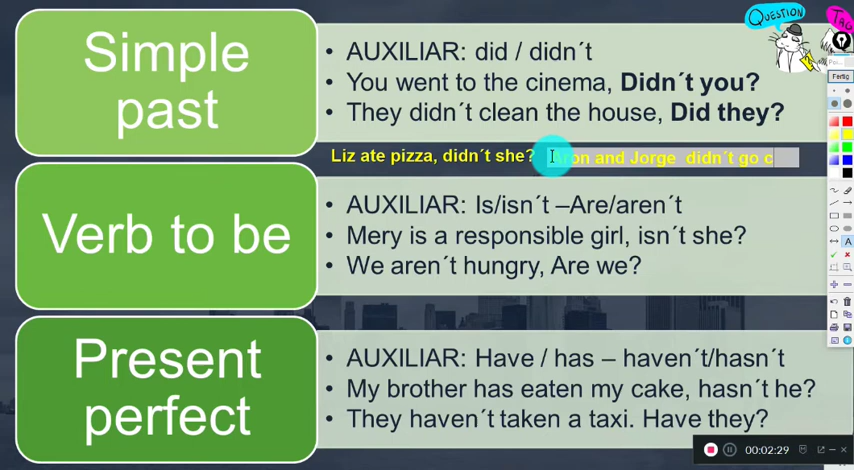 QUESTION
TAG
Simple
past
• AUXILIAR: did / didn´t
• You went to the cinema, Didn´t you?
• They didn´t clean the house, Did they?
Liz ate pizza, didn´t she?
and Jorge didn´t go c
Verb to be
• AUXILIAR: Is/isn´t –Are/aren´t
• Mery is a responsible girl, isn´t she?
• We aren´t hungry, Are we?
Present
perfect
• AUXILIAR: Have / has – haven´t/hasn´t
• My brother has eaten my cake, hasn´t he?
• They haven´t taken a taxi. Have they?
Fertig
A
00:02:29